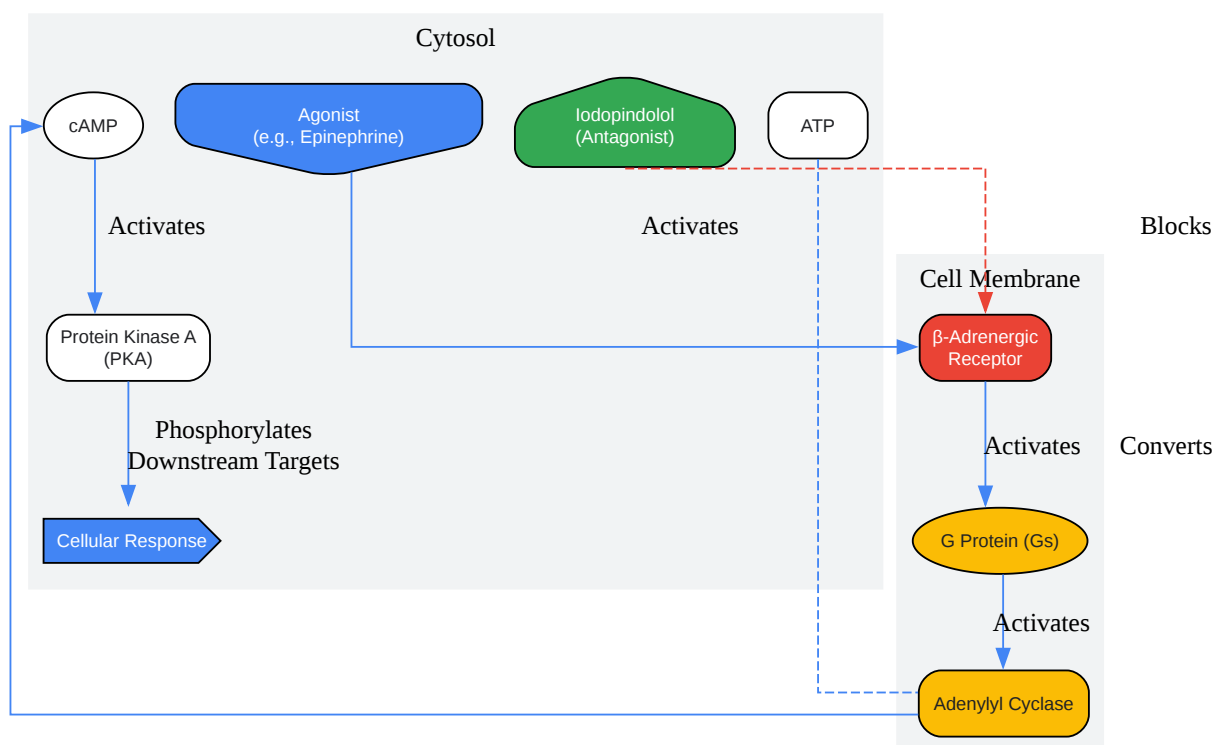 Cytosol
cAMP
Agonist
(e.g., Epinephrine)
Iodopindolol
(Antagonist)
ATP
Activates
Activates
Blocks
Cell Membrane
Protein Kinase A
(PKA)
β-Adrenergic
Receptor
Phosphorylates
Downstream Targets
Activates
Converts
Cellular Response
G Protein (Gs)
Activates
Adenylyl Cyclase